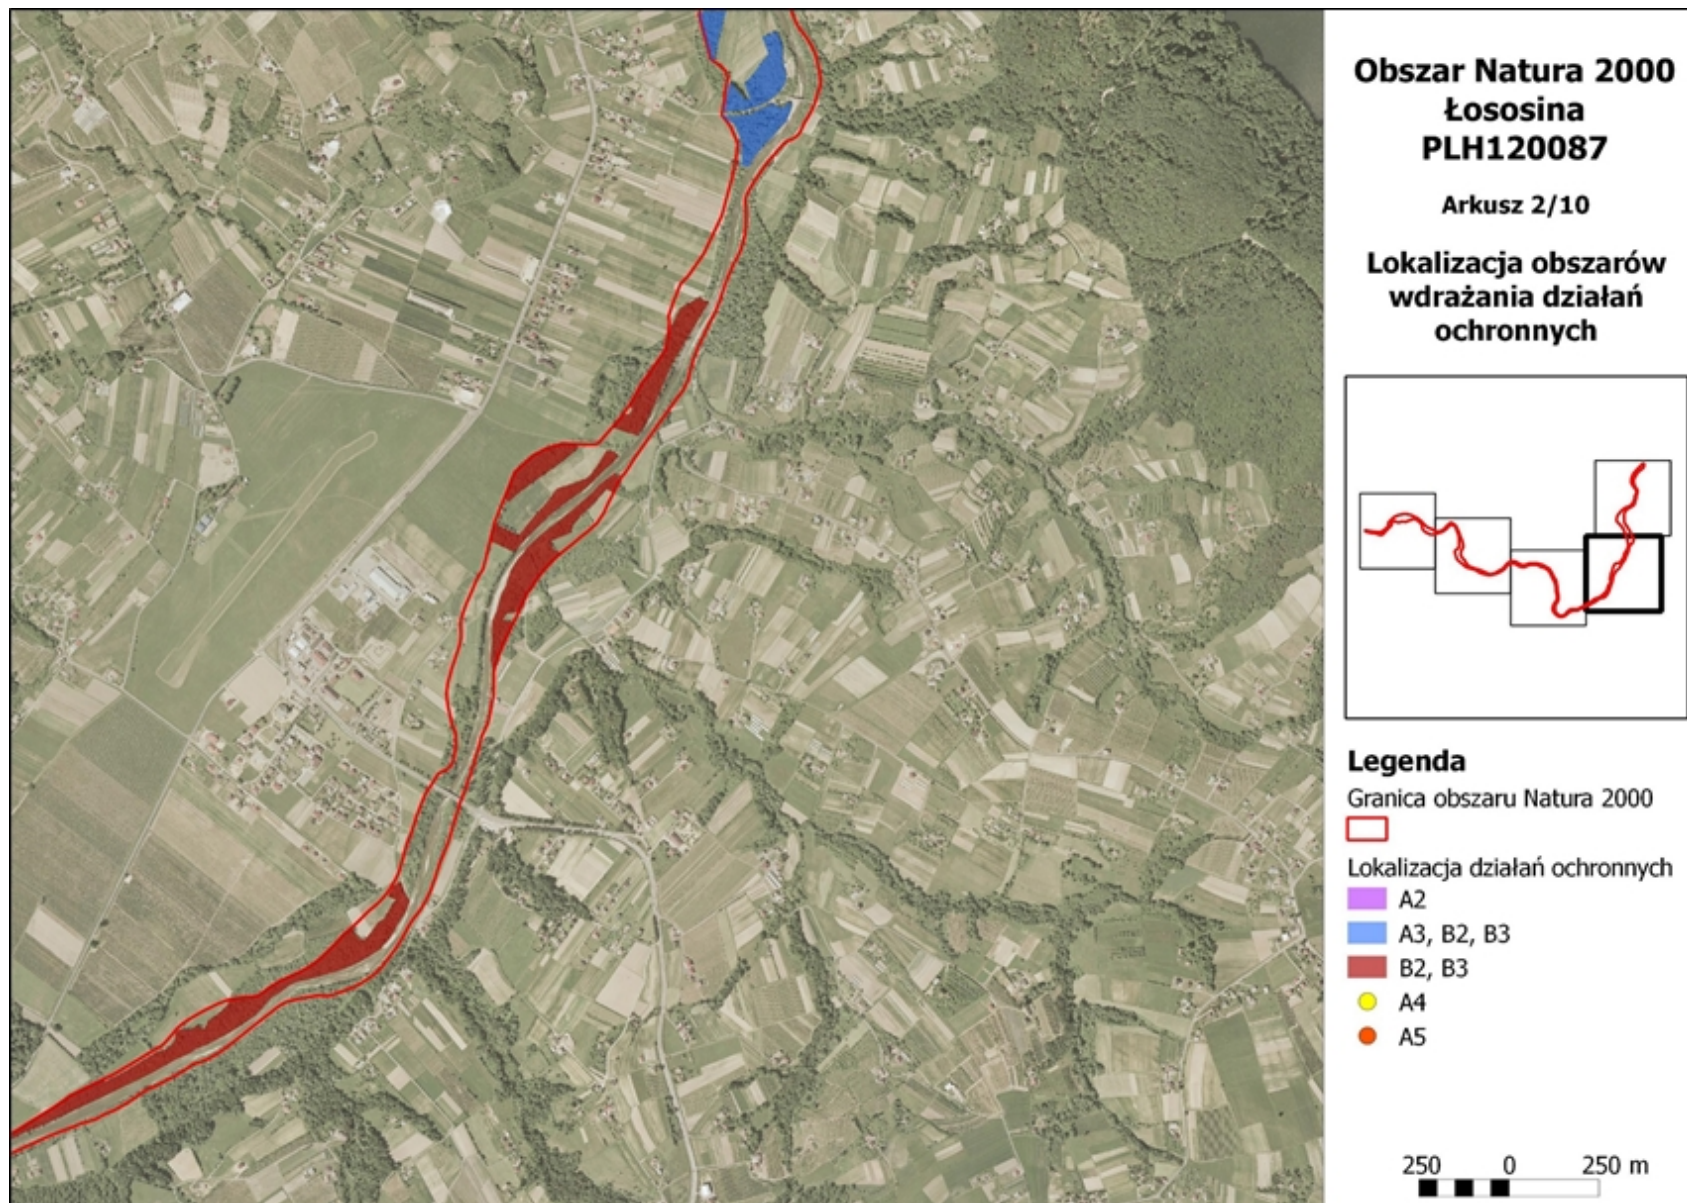 Obszar Natura 2000
Łososina
PLH120087
Arkusz 2/10
Lokalizacja obszarów
wdrażania działań
ochronnych
Legenda
Granica obszaru Natura 2000
Lokalizacja działań ochronnych
A2
A3, B2, B3
B2, B3
A4
A5
250 0 250 m